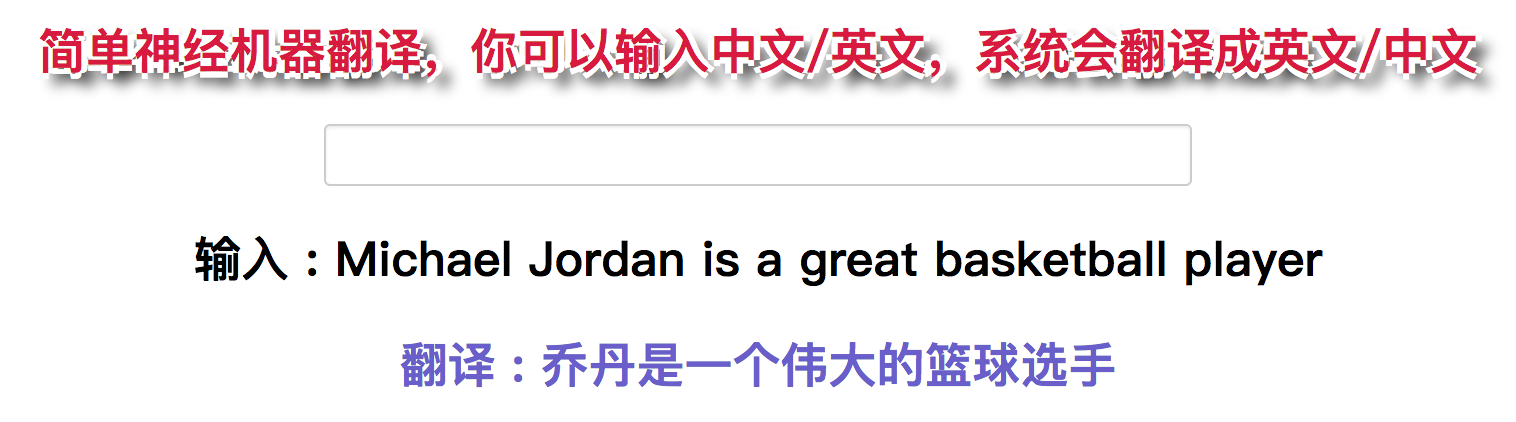 简单神经机器翻译，你可以输入中文/英文，系统会翻译成英文/中文
输入：Michael Jordan is a great basketball player
翻译：乔丹是一个伟大的篮球选手